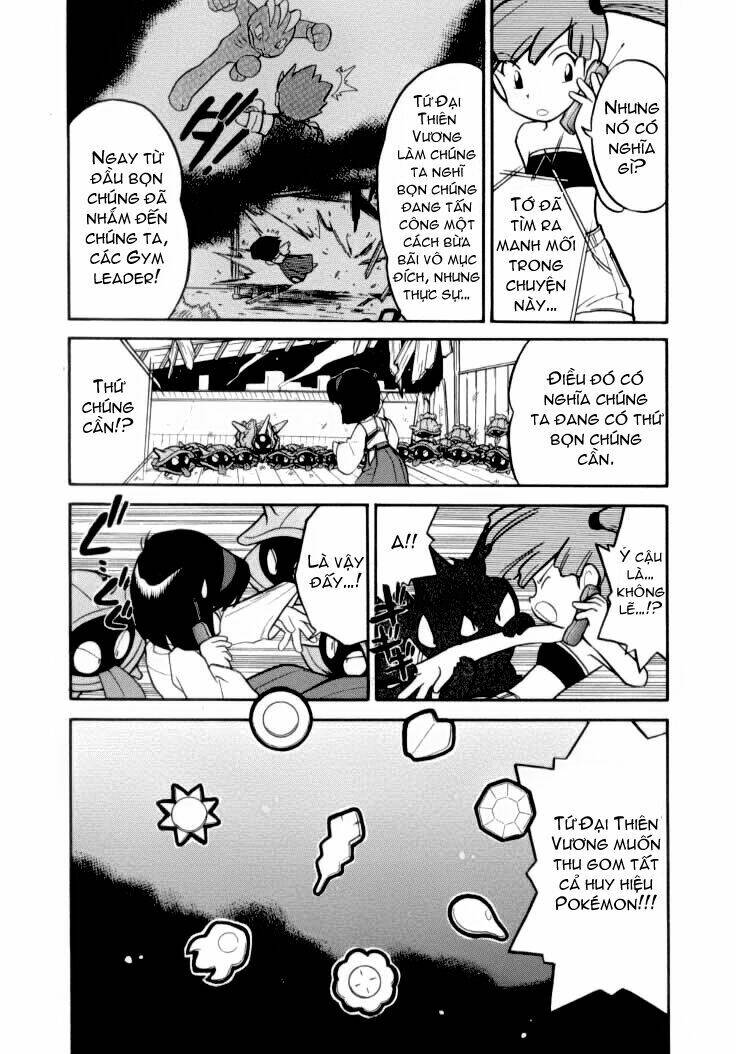 Nhưng
nó có
nghĩa
gì?
Tớ đã
tìm ra
manh mối
trong
chuyện
này...
Tứ Đại
Thiên
Vương
làm chúng
ta nghĩ
bọn chúng
đang tấn
công một
cách bừa
bãi vô mục
đích, nhưng
thực sự...
Ngay từ
đầu bọn
chúng đã
nhắm đến
chúng ta,
các Gym
leader!
Điều đó có
nghĩa chúng
ta đang có thứ
bọn chúng
cần.
Thứ
chúng
cần!?
Ý cậu
là...
không
lẽ...!?
A!!
Là vậy
đấy...!
Tứ Đại Thiên
Vương muốn
thu gom tất
cả huy hiệu
Pokémon!!!